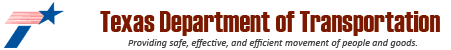 Texas Department of Transportation
Providing safe, effective, and efficient movement of people and goods.